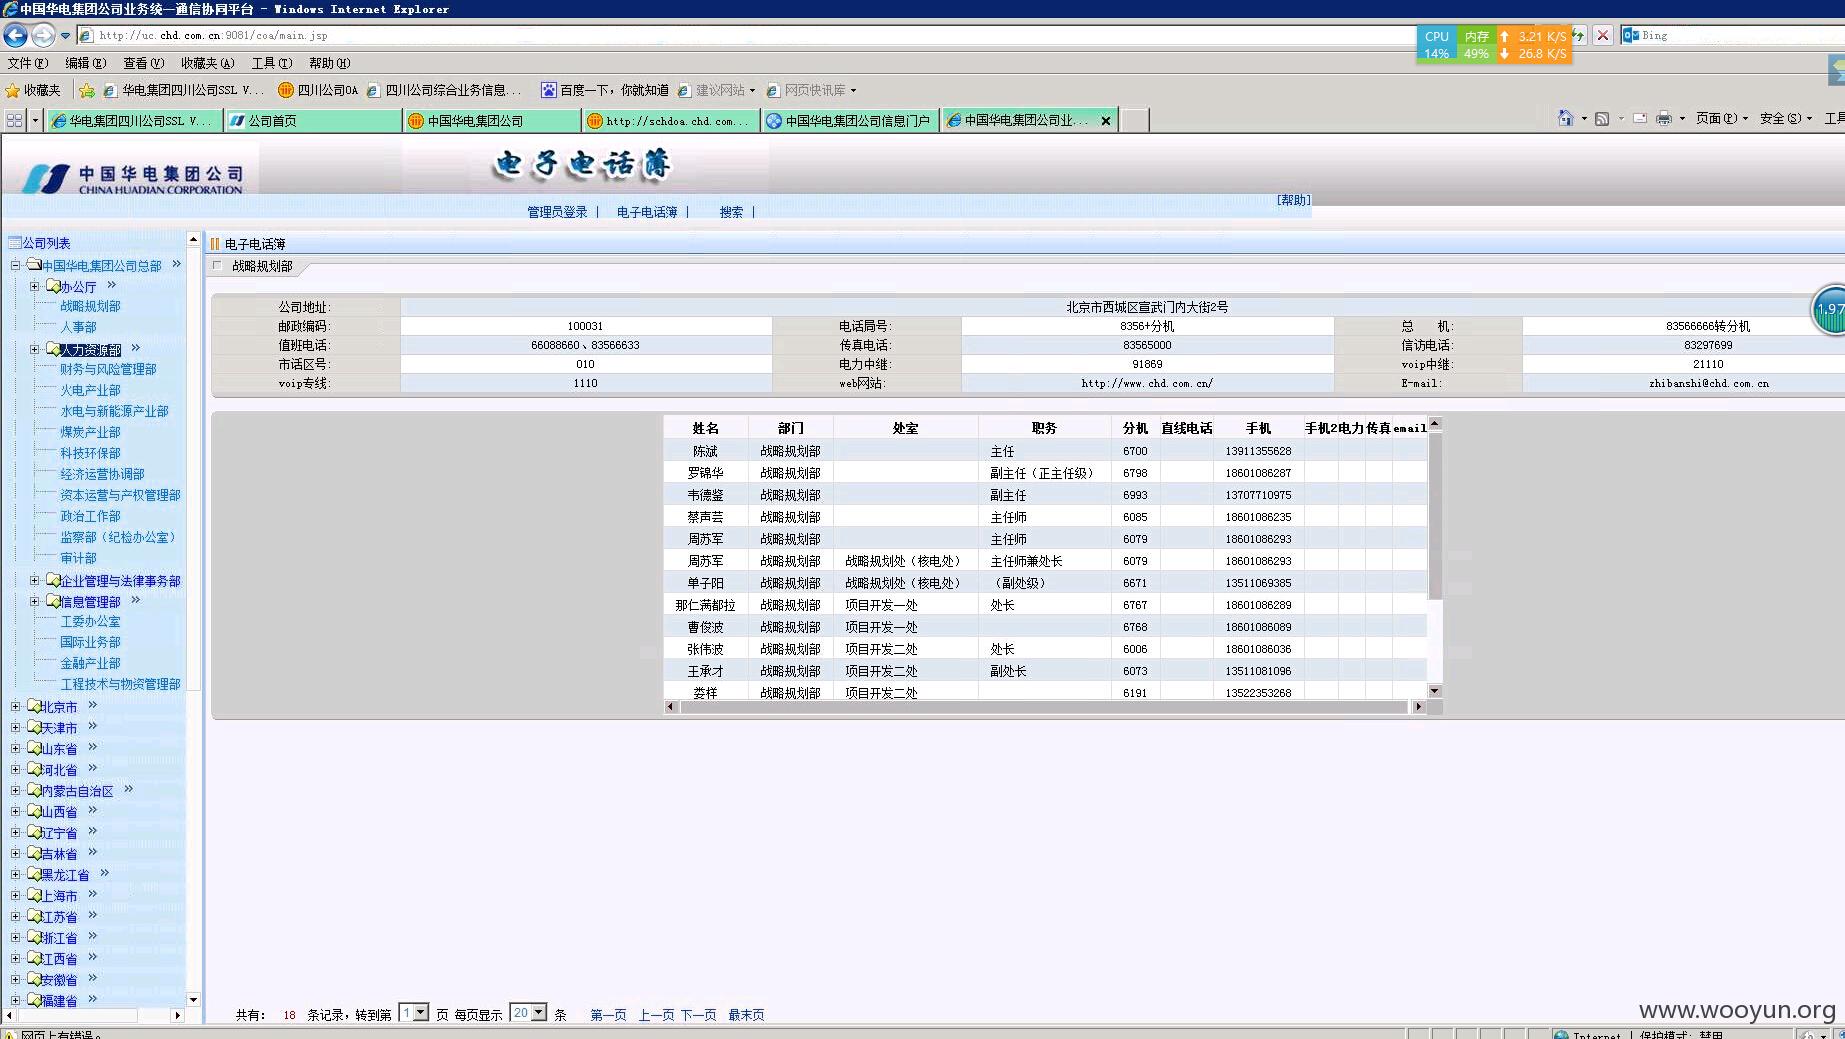 中国华电集团公司业务统一通信协同平台 - Windows Internet Explorer
http://uc.chd.com.cn:9081/coa/main.jsp
Bing
CPU 内存 3.21 K/S
14% 49% 26.8 K/S
文件(F) 编辑(E) 查看(V) 收藏夹(A) 工具(T) 帮助(H)
收藏夹 华电集团四川公司SSL V... 四川公司OA 四川公司综合业务信息... 百度一下，你就知道 建议网站 网页快讯库
华电集团四川公司SSL V... 公司首页 中国华电集团公司 http://schdoa.chd.com... 中国华电集团公司信息门户 中国华电集团公司业... 页面(P) 安全(S) 工具
中国华电集团公司
CHINA HUADIAN CORPORATION
电子电话薄
管理员登录 | 电子电话簿 | 搜索 |
[帮助]
公司列表
中国华电集团公司总部 »
办公厅 »
战略规划部
人事部
人力资源部 »
财务与风险管理部
火电产业部
水电与新能源产业部
煤炭产业部
科技环保部
经济运营协调部
资本运营与产权管理部
政治工作部
监察部（纪检办公室）
审计部
企业管理与法律事务部
信息管理部 »
工委办公室
国际业务部
金融产业部
工程技术与物资管理部
北京市 »
天津市 »
山东省 »
河北省 »
内蒙古自治区 »
山西省 »
辽宁省 »
吉林省 »
黑龙江省 »
上海市 »
江苏省 »
浙江省 »
江西省 »
安徽省 »
福建省 »
电子电话簿
战略规划部
公司地址: 北京市西城区宣武门内大街2号
邮政编码: 100031 电话局号: 8356+分机 总 机: 83566666转分机
值班电话: 66088660、83566633 传真电话: 83565000 信访电话: 83297699
市话区号: 010 电力中继: 91869 voip中继: 21110
voip专线: 1110 web网站: http://www.chd.com.cn/ E-mail: zhibanshi@chd.com.cn
1.97
姓名 部门 处室 职务 分机 直线电话 手机 手机2 电力 传真 email
陈斌 战略规划部 主任 6700 13911355628
罗锦华 战略规划部 副主任（正主任级） 6798 18601086287
韦德鉴 战略规划部 副主任 6993 13707710975
蔡声芸 战略规划部 主任师 6085 18601086235
周苏军 战略规划部 主任师 6079 18601086293
周苏军 战略规划部 战略规划处（核电处） 主任师兼处长 6079 18601086293
单子阳 战略规划部 战略规划处（核电处） （副处级） 6671 13511069385
那仁满都拉 战略规划部 项目开发一处 处长 6767 18601086289
曹俊波 战略规划部 项目开发一处 6768 18601086089
张伟波 战略规划部 项目开发二处 处长 6006 18601086036
王承才 战略规划部 项目开发二处 副处长 6073 13511081096
娄样 战略规划部 项目开发二处 6191 13522353268
共有: 18 条记录，转到第 1 页 每页显示 20 条 第一页 上一页 下一页 最末页
www.wooyun.org
网页上有错误。
Internet | 保护模式: 禁用